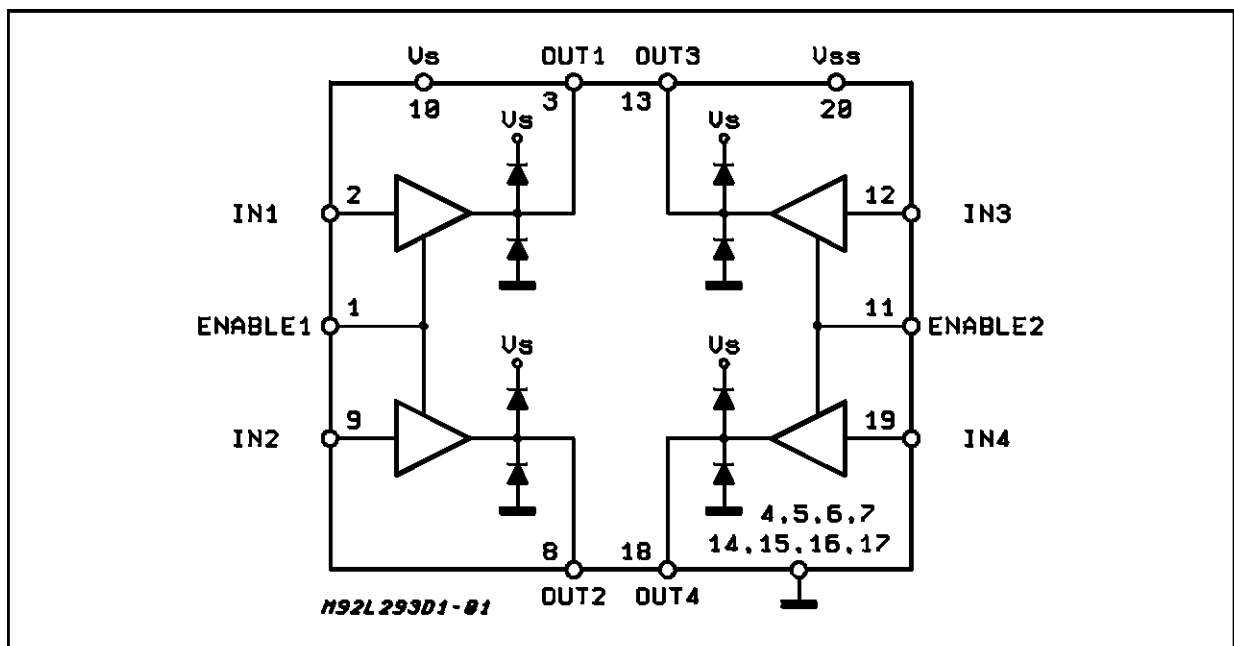 Vs OUT1 OUT3 Vss
10 3 13 20
Vs Vs
IN1 2 12 IN3
ENABLE1 1 11 ENABLE2
Vs Vs
IN2 9 19 IN4
4,5,6,7
8 18 14,15,16,17
M92L293D1-01 OUT2 OUT4